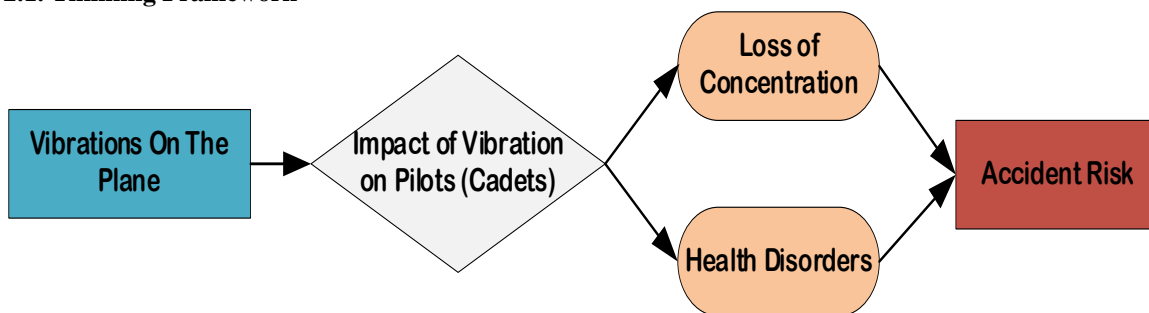 Vibrations On The
Plane
Impact of Vibration
on Pilots (Cadets)
Loss of
Concentration
Health Disorders
Accident Risk